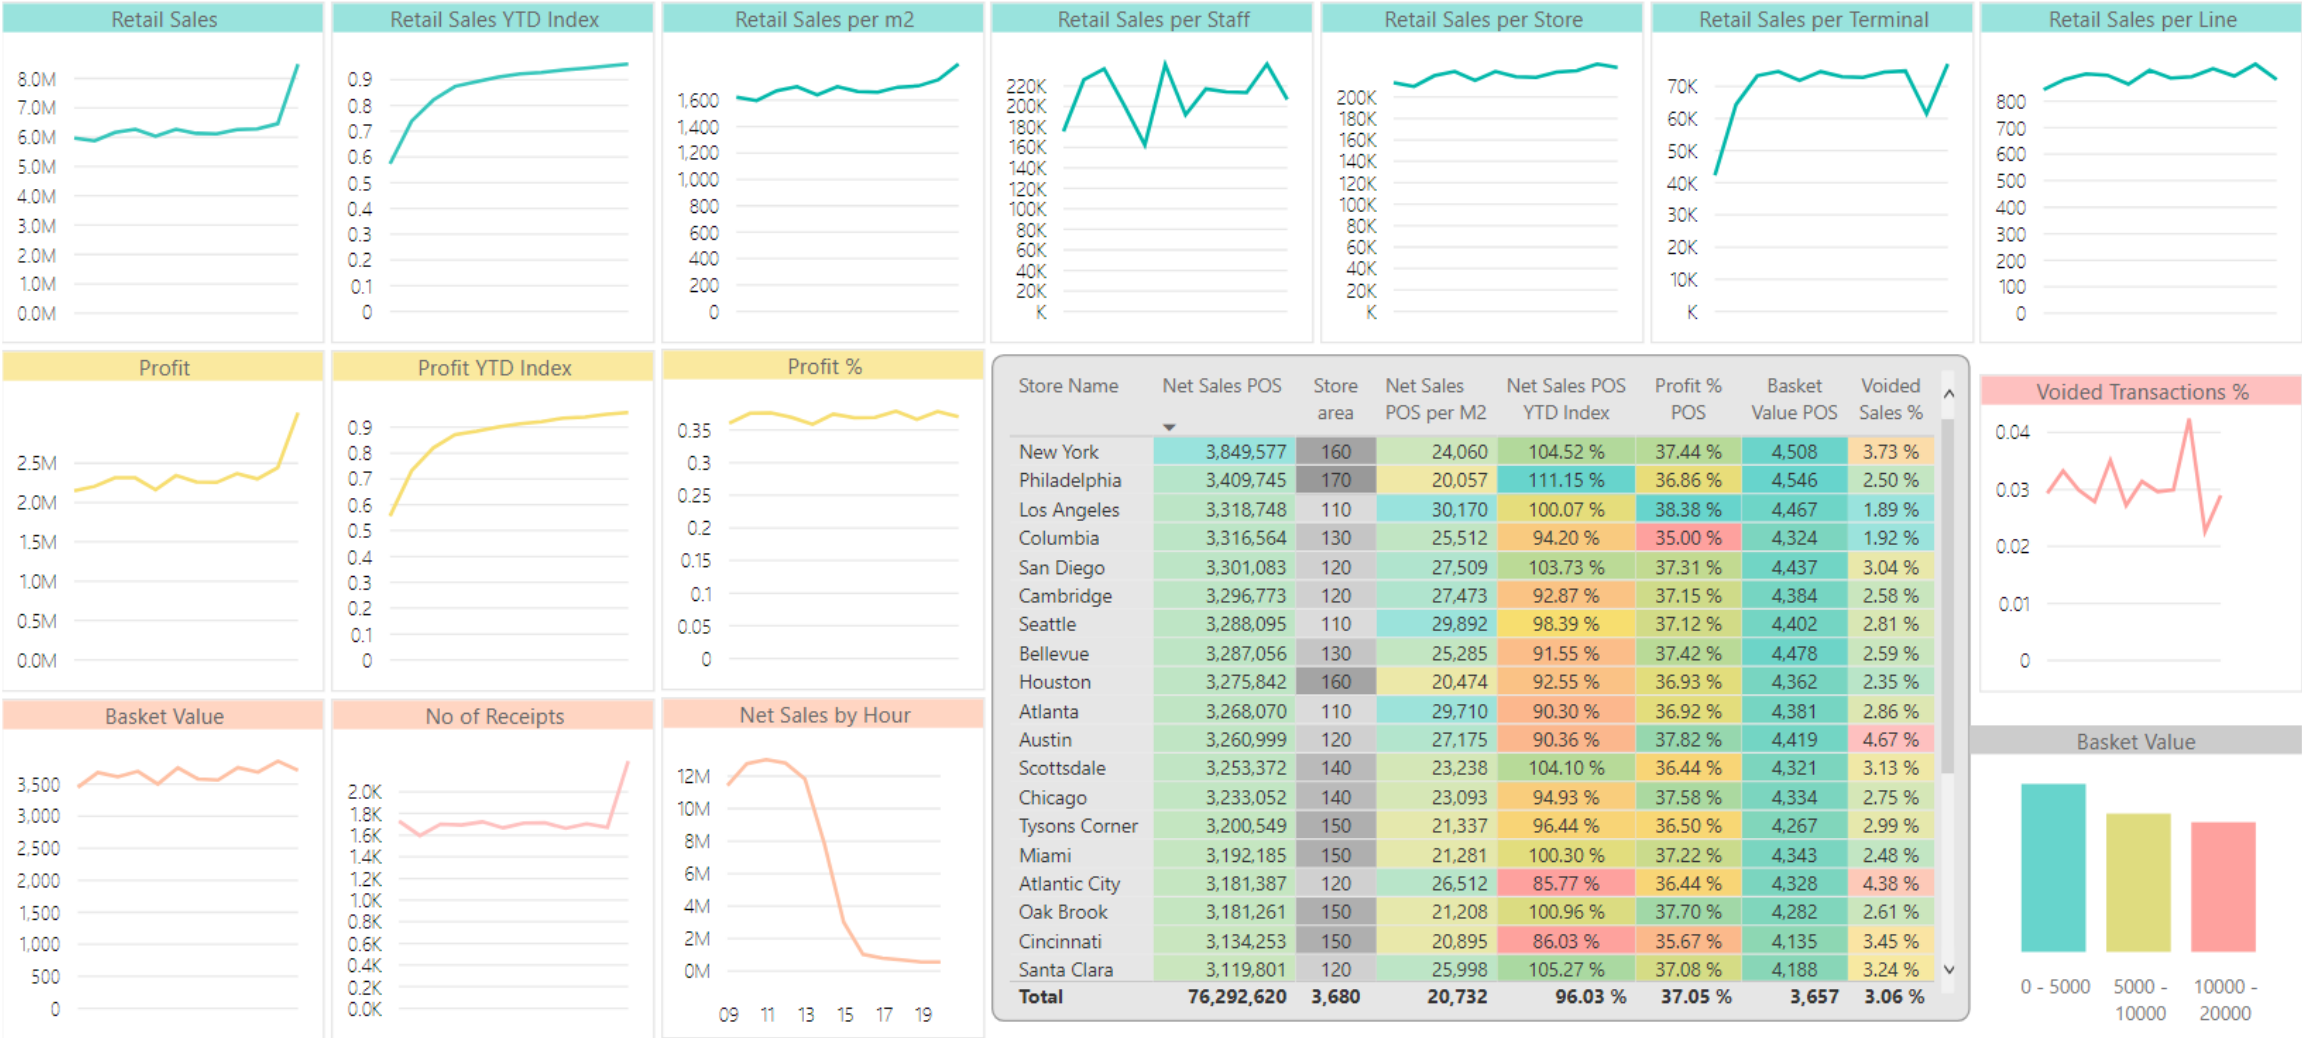 Retail Sales
8.0M
7.0M
6.0M
5.0M
4.0M
3.0M
2.0M
1.0M
0.0M
Retail Sales YTD Index
0.9
0.8
0.7
0.6
0.5
0.4
0.3
0.2
0.1
0
Retail Sales per m2
1,600
1,400
1,200
1,000
800
600
400
200
0
Retail Sales per Staff
220K
200K
180K
160K
140K
120K
100K
80K
60K
40K
20K
K
Retail Sales per Store
200K
180K
160K
140K
120K
100K
80K
60K
40K
20K
K
Retail Sales per Terminal
70K
60K
50K
40K
30K
20K
10K
K
Retail Sales per Line
800
700
600
500
400
300
200
100
0
Profit
2.5M
2.0M
1.5M
1.0M
0.5M
0.0M
Profit YTD Index
0.9
0.8
0.7
0.6
0.5
0.4
0.3
0.2
0.1
0
Profit %
0.35
0.3
0.25
0.2
0.15
0.1
0.05
0
Store Name Net Sales POS Store area Net Sales POS per M2 Net Sales POS YTD Index Profit % POS Basket Value POS Voided Sales %
New York 3,849,577 160 24,060 104.52 % 37.44 % 4,508 3.73 %
Philadelphia 3,409,745 170 20,057 111.15 % 36.86 % 4,546 2.50 %
Los Angeles 3,318,748 110 30,170 100.07 % 38.38 % 4,467 1.89 %
Columbia 3,316,564 130 25,512 94.20 % 35.00 % 4,324 1.92 %
San Diego 3,301,083 120 27,509 103.73 % 37.31 % 4,437 3.04 %
Cambridge 3,296,773 120 27,473 92.87 % 37.15 % 4,384 2.58 %
Seattle 3,288,095 110 29,892 98.39 % 37.12 % 4,402 2.81 %
Bellevue 3,287,056 130 25,285 91.55 % 37.42 % 4,478 2.59 %
Houston 3,275,842 160 20,474 92.55 % 36.93 % 4,362 2.35 %
Atlanta 3,268,070 110 29,710 90.30 % 36.92 % 4,381 2.86 %
Austin 3,260,999 120 27,175 90.36 % 37.82 % 4,419 4.67 %
Scottsdale 3,253,372 140 23,238 104.10 % 36.44 % 4,321 3.13 %
Chicago 3,233,052 140 23,093 94.93 % 37.58 % 4,334 2.75 %
Tysons Corner 3,200,549 150 21,337 96.44 % 36.50 % 4,267 2.99 %
Miami 3,192,185 150 21,281 100.30 % 37.22 % 4,343 2.48 %
Atlantic City 3,181,387 120 26,512 85.77 % 36.44 % 4,328 4.38 %
Oak Brook 3,181,261 150 21,208 100.96 % 37.70 % 4,282 2.61 %
Cincinnati 3,134,253 150 20,895 86.03 % 35.67 % 4,135 3.45 %
Santa Clara 3,119,801 120 25,998 105.27 % 37.08 % 4,188 3.24 %
Total 76,292,620 3,680 20,732 96.03 % 37.05 % 3,657 3.06 %
Voided Transactions %
0.04
0.03
0.02
0.01
0
Basket Value
3,500
3,000
2,500
2,000
1,500
1,000
500
0
No of Receipts
2.0K
1.8K
1.6K
1.4K
1.2K
1.0K
0.8K
0.6K
0.4K
0.2K
0.0K
Net Sales by Hour
12M
10M
8M
6M
4M
2M
0M
09 11 13 15 17 19
Basket Value
0 - 5000
5000 - 10000
10000 - 20000